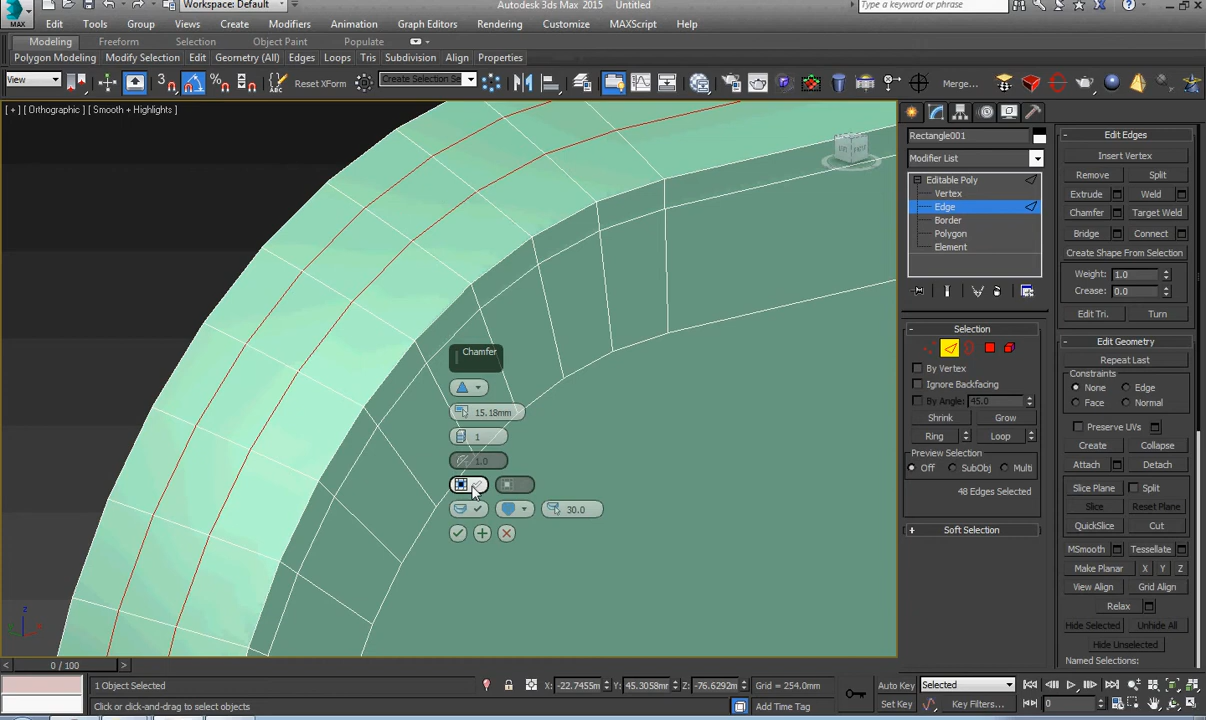 MAX
Workspace: Default
Autodesk 3ds Max 2015 Untitled
Type a keyword or phrase
Edit Tools Group Views Create Modifiers Animation Graph Editors Rendering Customize MAXScript Help
Modeling Freeform Selection Object Paint Populate
Polygon Modeling Modify Selection Edit Geometry (All) Edges Loops Tris Subdivision Align Properties
View
3
Reset XForm
Create Selection Se
Merge...
[ + ] [ Orthographic ] [ Smooth + Highlights ]
Rectangle001
Modifier List
Editable Poly
Vertex
Edge
Border
Polygon
Element
Selection
By Vertex
Ignore Backfacing
By Angle: 45.0
Shrink Grow
Ring Loop
Preview Selection
Off SubObj Multi
48 Edges Selected
Soft Selection
Edit Edges
Insert Vertex
Remove Split
Extrude Weld
Chamfer Target Weld
Bridge Connect
Create Shape From Selection
Weight: 1.0
Crease: 0.0
Edit Tri. Turn
Edit Geometry
Repeat Last
Constraints
None Edge
Face Normal
Preserve UVs
Create Collapse
Attach Detach
Slice Plane Split
Slice Reset Plane
QuickSlice Cut
MSmooth Tessellate
Make Planar X Y Z
View Align Grid Align
Relax
Hide Selected Unhide All
Hide Unselected
Named Selections:
Chamfer
15.18mm
1
1.0
30.0
z
x
0 / 100
1 Object Selected
X: -22.7455m Y: 45.3058mr Z: -76.6292m Grid = 254.0mm
Auto Key Selected
Click or click-and-drag to select objects
Add Time Tag
Set Key Key Filters... 0